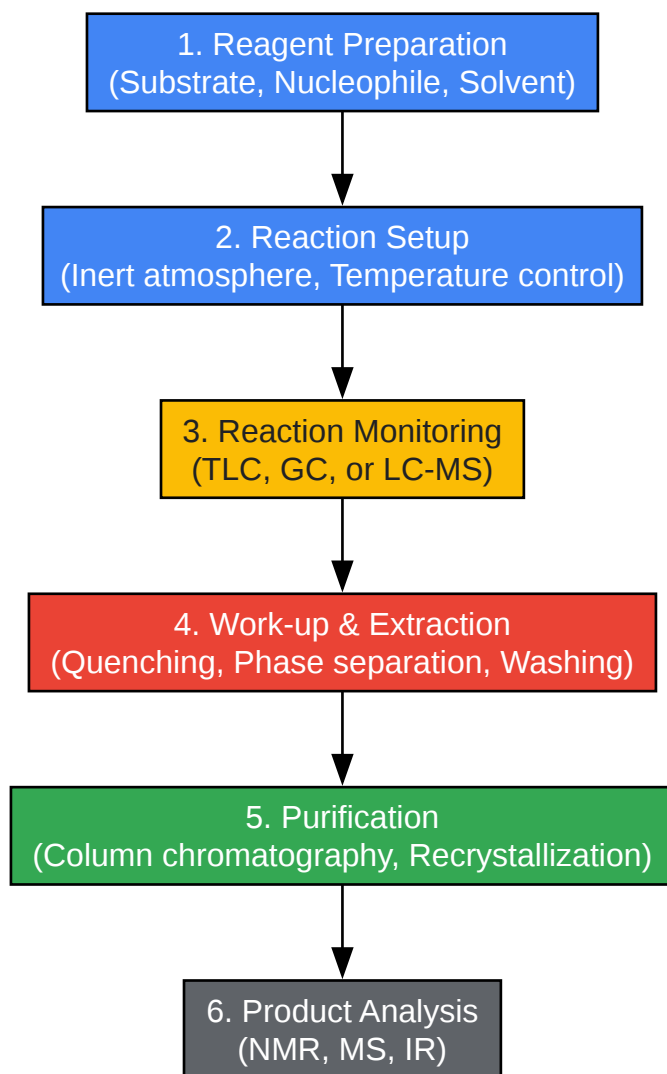 1. Reagent Preparation
(Substrate, Nucleophile, Solvent)
2. Reaction Setup
(Inert atmosphere, Temperature control)
3. Reaction Monitoring
(TLC, GC, or LC-MS)
4. Work-up & Extraction
(Quenching, Phase separation, Washing)
5. Purification
(Column chromatography, Recrystallization)
6. Product Analysis
(NMR, MS, IR)